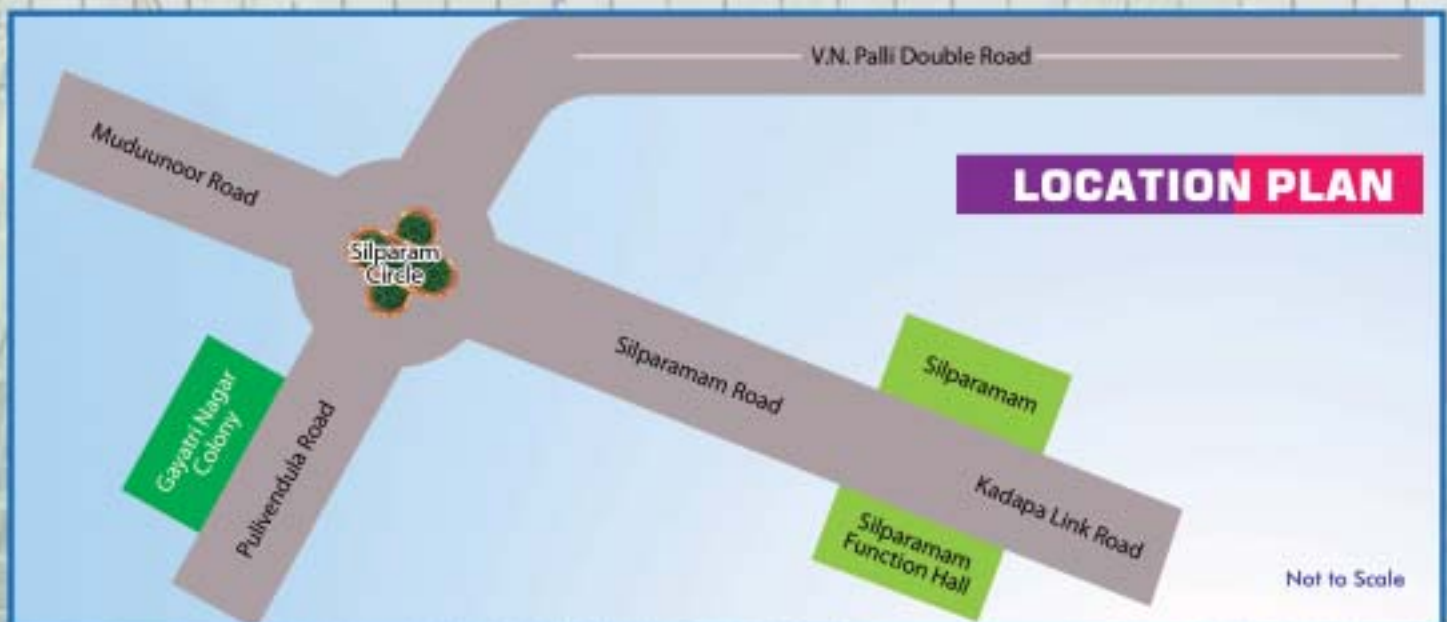 V.N. Palli Double Road
Muduunoor Road
LOCATION PLAN
Silparam
Circle
Silparamam Road
Silparamam
Gayatri Nagar
Colony
Pulivendula Road
Kadapa Link Road
Silparamam
Function Hall
Not to Scale